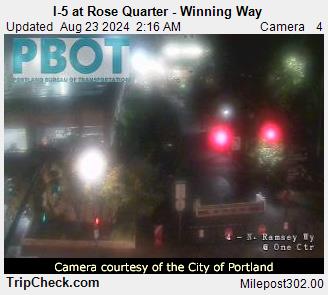 I-5 at Rose Quarter - Winning Way
Updated Aug 23 2024 2:16 AM Camera 4
PBOT
PORTLAND BUREAU OF TRANSPORTATION
4 - N. Ramsey Wy
@ One Ctr
Camera courtesy of the City of Portland
TripCheck.com Milepost302.00